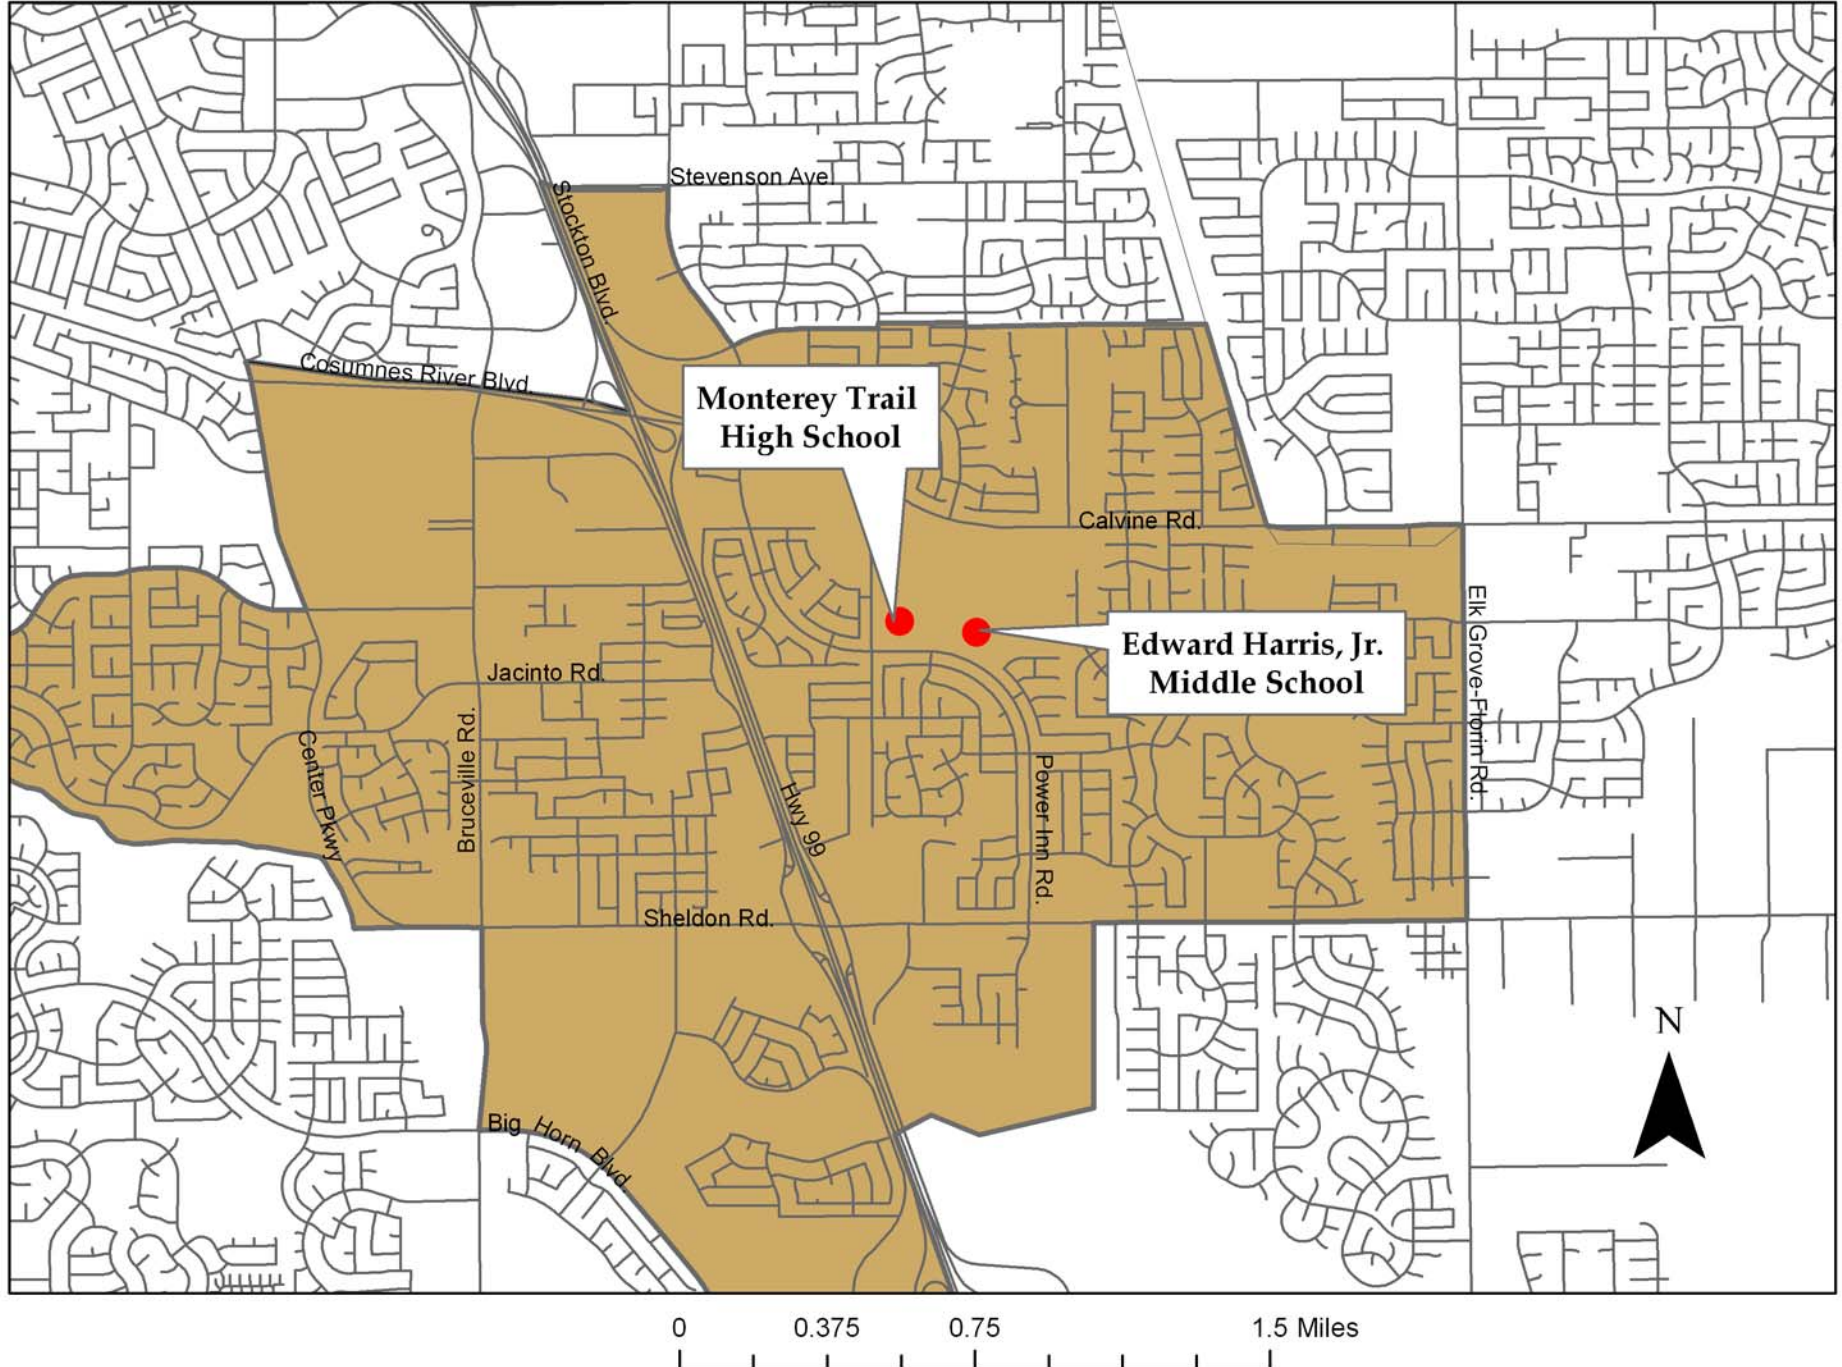 Stevenson Ave.
Stockton Blvd.
Cosumnes River Blvd.
Monterey Trail
High School
Calvine Rd.
Elk Grove-Florin Rd.
Edward Harris, Jr.
Middle School
Jacinto Rd.
Center Pkwy
Bruceville Rd.
Hwy 99
Power Inn Rd.
Sheldon Rd.
N
Big Horn Blvd.
0 0.375 0.75 1.5 Miles